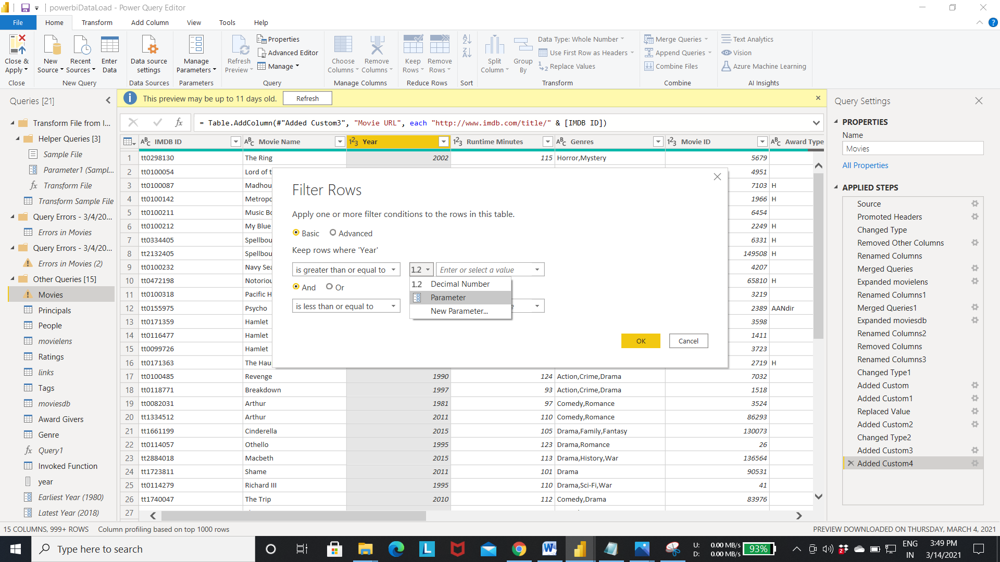 powerbiDataLoad - Power Query Editor
File Home Transform Add Column View Tools Help
Close & Apply
Close
New Source
Recent Sources
Enter Data
New Query
Data source settings
Data Sources
Manage Parameters
Parameters
Refresh Preview
Properties
Advanced Editor
Manage
Query
Choose Columns
Remove Columns
Manage Columns
Keep Rows
Remove Rows
Reduce Rows
Sort
Split Column
Group By
Data Type: Whole Number
Use First Row as Headers
Replace Values
Transform
Merge Queries
Append Queries
Combine Files
Combine
Text Analytics
Vision
Azure Machine Learning
AI Insights
Queries [21]
Transform File from I...
Helper Queries [3]
Sample File
Parameter1 (Sampl...
Transform File
Transform Sample File
Query Errors - 3/4/20...
Errors in Movies
Query Errors - 3/4/20...
Errors in Movies (2)
Other Queries [15]
Movies
Principals
People
movielens
Ratings
links
Tags
moviesdb
Award Givers
Genre
Query1
Invoked Function
year
Earliest Year (1980)
Latest Year (2018)
This preview may be up to 11 days old. Refresh
= Table.AddColumn(#"Added Custom3", "Movie URL", each "http://www.imdb.com/title/" & [IMDB ID])
IMDB ID Movie Name Year Runtime Minutes Genres Movie ID Award Type
1 tt0298130 The Ring 2002 115 Horror,Mystery 5679
2 tt0100054 Lord of t 4951
3 tt0100087 Madhou 7103 H
4 tt0100142 Metropo 1966 H
5 tt0100211 Music Bo 6454
6 tt0100212 My Blue 2249 H
7 tt0334405 Spellbou 6331 H
8 tt2132405 Spellbou 149508 H
9 tt0100232 Navy Sea 4207
10 tt0472198 Notoriou 65810 H
11 tt0100318 Pacific H 3219
12 tt0155975 Psycho 2389 AANdir
13 tt0171359 Hamlet 3598
14 tt0116477 Hamlet 1411
15 tt0099726 Hamlet 3723
16 tt0171363 The Hau 2719 H
17 tt0100485 Revenge 1990 124 Action,Crime,Drama 7032
18 tt0118771 Breakdown 1997 93 Action,Crime,Drama 1518
19 tt0082031 Arthur 1981 97 Comedy,Romance 3524
20 tt1334512 Arthur 2011 110 Comedy,Romance 86293
21 tt1661199 Cinderella 2015 105 Drama,Family,Fantasy 130073
22 tt0114057 Othello 1995 123 Drama,Romance 26
23 tt2884018 Macbeth 2015 113 Drama,History,War 136564
24 tt1723811 Shame 2011 101 Drama 90531
25 tt0114279 Richard III 1995 110 Drama,Sci-Fi,War 41
26 tt1740047 The Trip 2010 112 Comedy,Drama 83976
27
Filter Rows
Apply one or more filter conditions to the rows in this table.
Basic Advanced
Keep rows where 'Year'
is greater than or equal to 1.2 Enter or select a value
And Or
is less than or equal to
1.2 Decimal Number
Parameter
New Parameter...
OK Cancel
Query Settings
PROPERTIES
Name
Movies
All Properties
APPLIED STEPS
Source
Promoted Headers
Changed Type
Removed Other Columns
Renamed Columns
Merged Queries
Expanded movielens
Renamed Columns1
Merged Queries1
Expanded moviesdb
Renamed Columns2
Removed Columns
Renamed Columns3
Changed Type1
Added Custom
Added Custom1
Replaced Value
Added Custom2
Changed Type2
Added Custom3
Added Custom4
15 COLUMNS, 999+ ROWS Column profiling based on top 1000 rows PREVIEW DOWNLOADED ON THURSDAY, MARCH 4, 2021
Type here to search
U: 0.00 MB/s
D: 0.00 MB/s
93%
2
ENG
IN
3:49 PM
3/14/2021